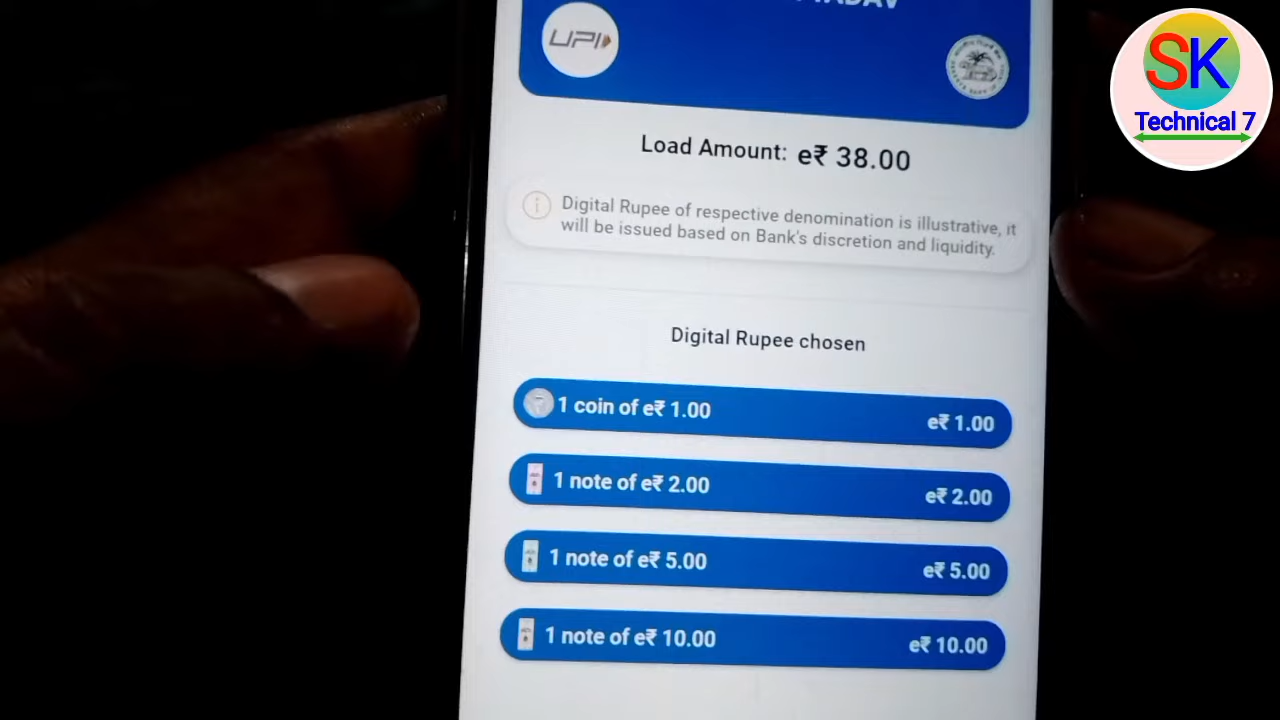 UPI
SK
Technical 7
Load Amount: e₹ 38.00
Digital Rupee of respective denomination is illustrative, it
will be issued based on Bank's discretion and liquidity.
Digital Rupee chosen
1 coin of e₹ 1.00 e₹ 1.00
1 note of e₹ 2.00 e₹ 2.00
1 note of e₹ 5.00 e₹ 5.00
1 note of e₹ 10.00 e₹ 10.00